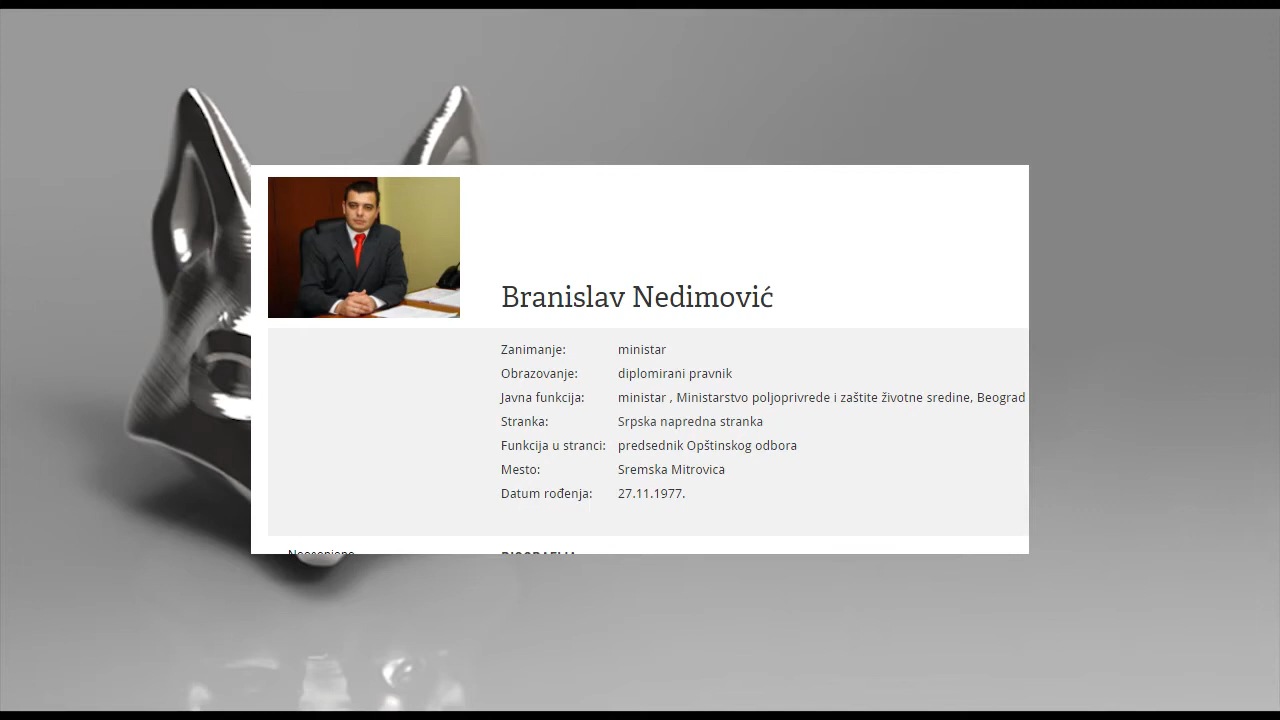 Branislav Nedimović
Zanimanje: ministar
Obrazovanje: diplomirani pravnik
Javna funkcija: ministar , Ministarstvo poljoprivrede i zaštite životne sredine, Beograd
Stranka: Srpska napredna stranka
Funkcija u stranci: predsednik Opštinskog odbora
Mesto: Sremska Mitrovica
Datum rođenja: 27.11.1977.